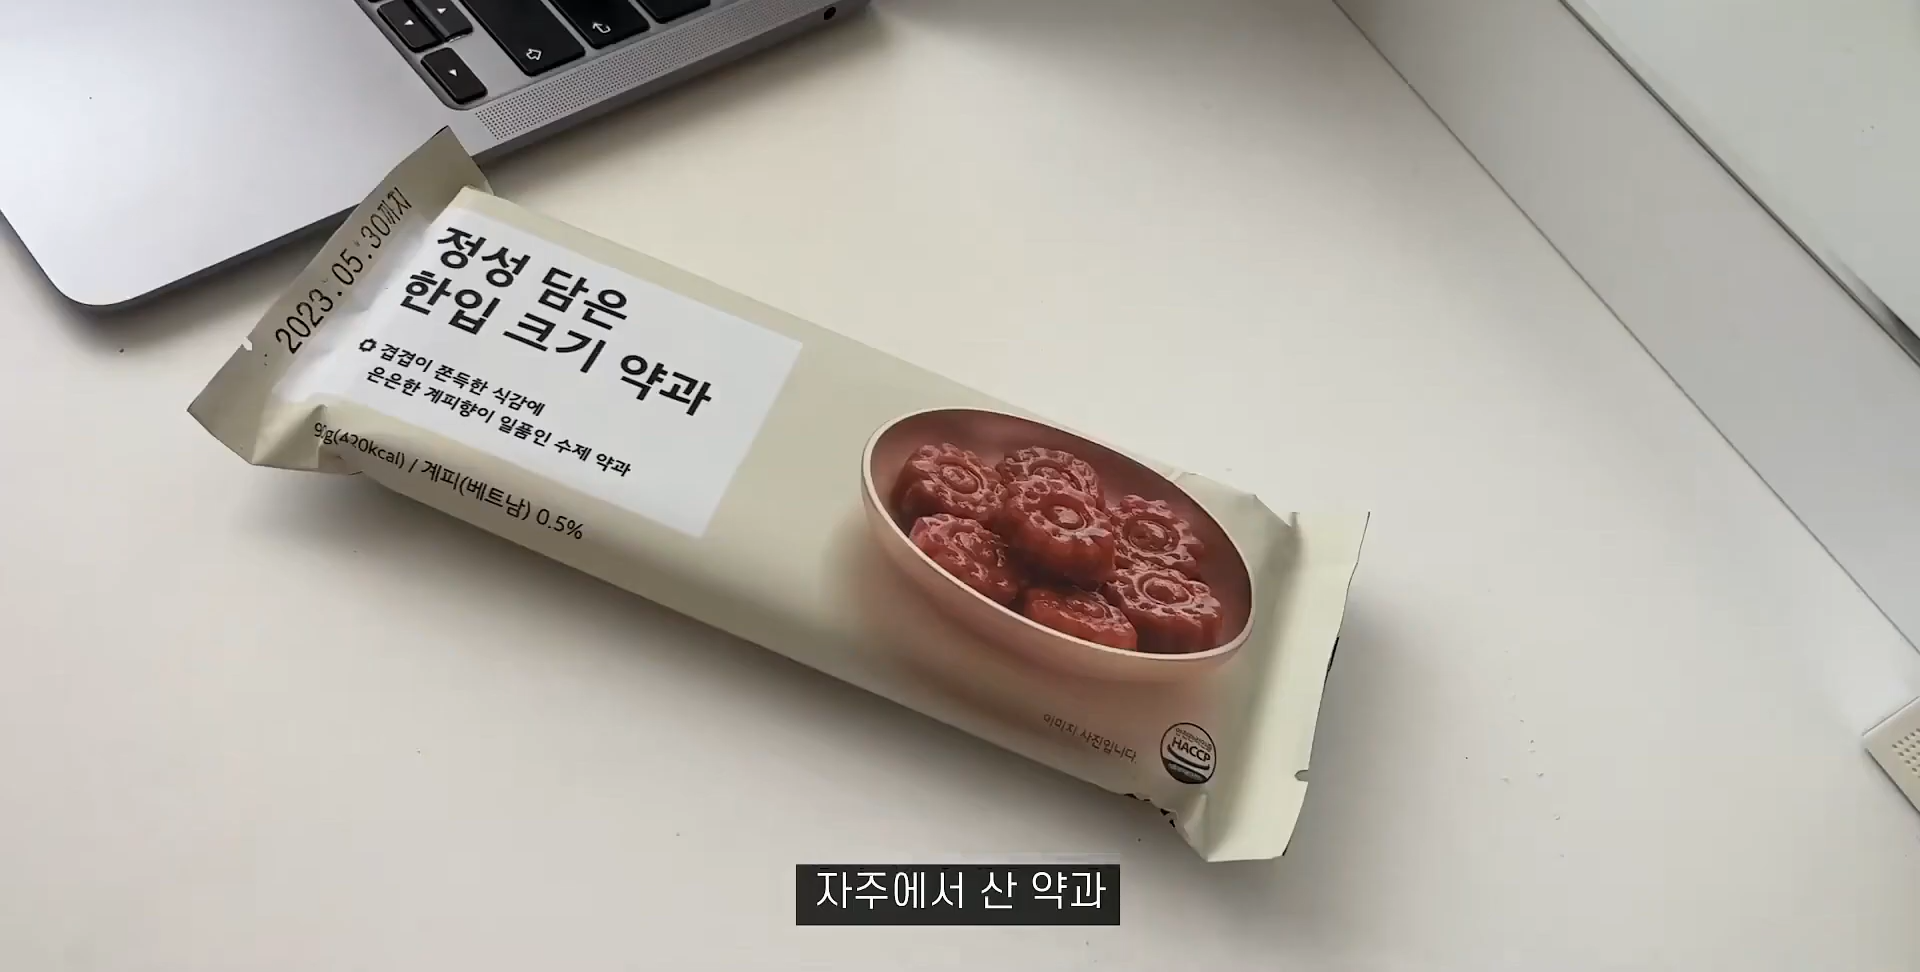 2023.05.30까지
정성 담은
한입 크기 약과
겹겹이 쫀득한 식감에
은은한 계피향이 일품인 수제 약과
(420kcal) / 계피(베트남) 0.5%
이미지 사진입니다.
HACCP
자주에서 산 약과